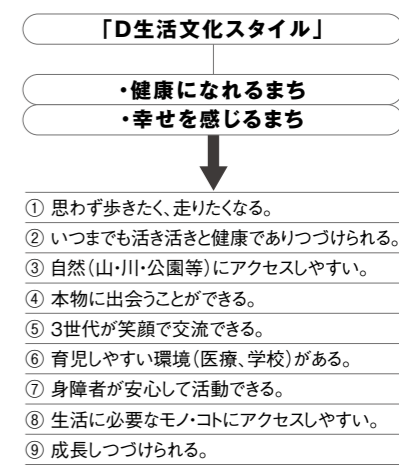 「D生活文化スタイル」
・健康になれるまち
・幸せを感じるまち
① 思わず歩きたく、走りたくなる。
② いつまでも活き活きと健康でありつづけられる。
③ 自然（山・川・公園等）にアクセスしやすい。
④ 本物に出会うことができる。
⑤ 3世代が笑顔で交流できる。
⑥ 育児しやすい環境（医療、学校）がある。
⑦ 身障者が安心して活動できる。
⑧ 生活に必要なモノ・コトにアクセスしやすい。
⑨ 成長しつづけられる。